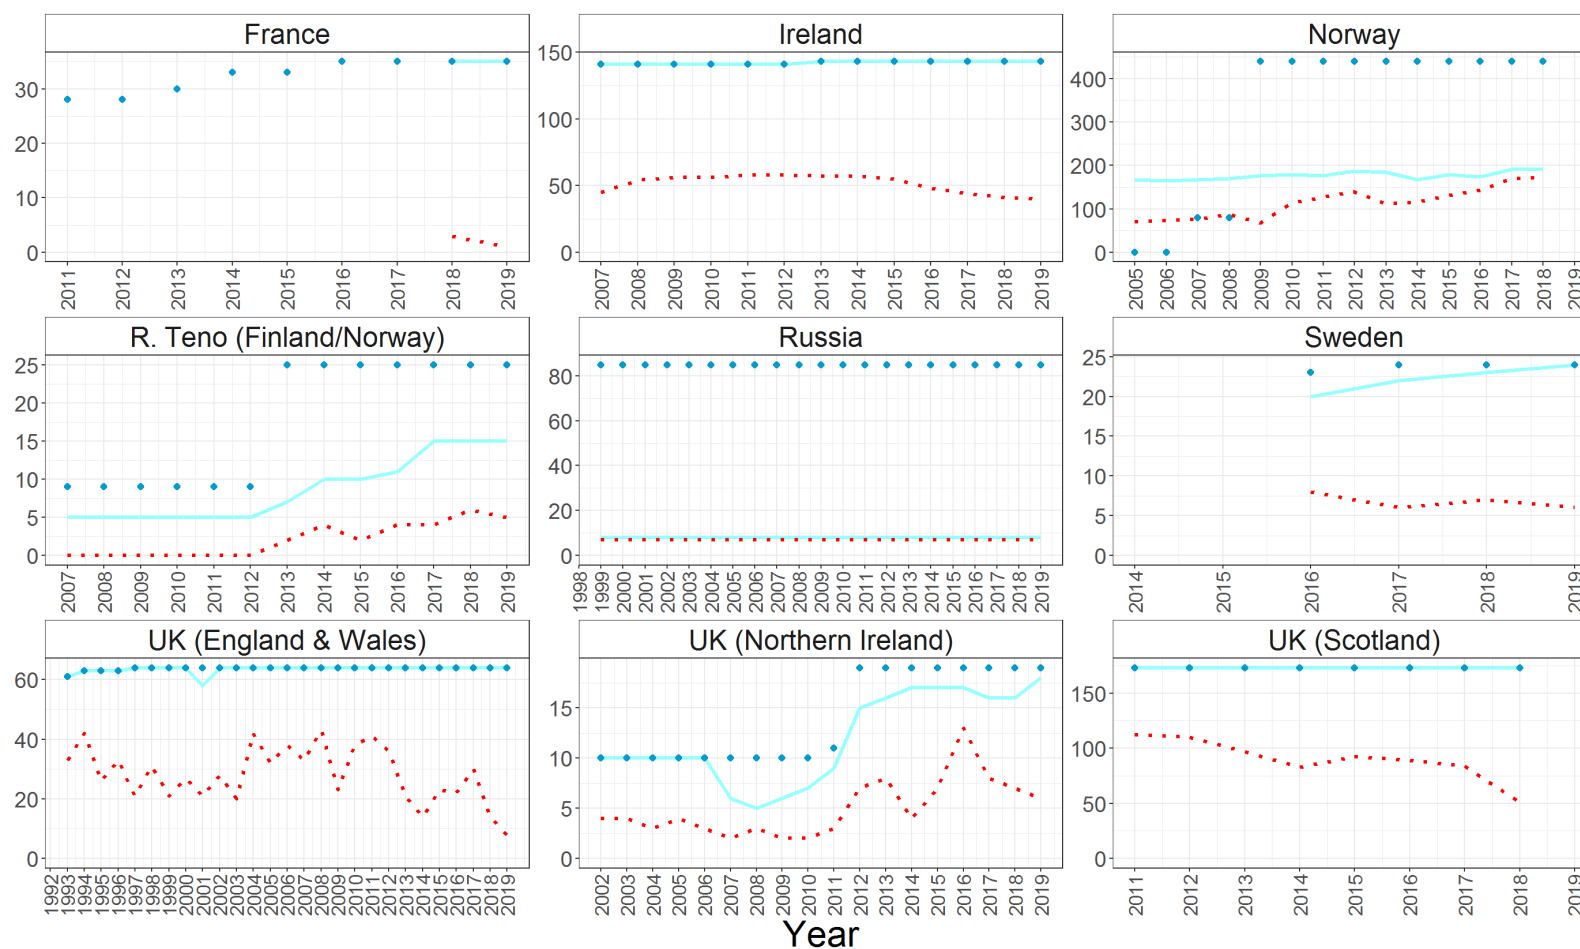 France
Ireland
Norway
30
20
10
0
150
100
50
0
400
300
200
100
0
2011 2012 2013 2014 2015 2016 2017 2018 2019
2007 2008 2009 2010 2011 2012 2013 2014 2015 2016 2017 2018 2019
2005 2006 2007 2008 2009 2010 2011 2012 2013 2014 2015 2016 2017 2018 2019
R. Teno (Finland/Norway)
Russia
Sweden
25
20
15
10
5
0
80
60
40
20
0
25
20
15
10
5
0
2007 2008 2009 2010 2011 2012 2013 2014 2015 2016 2017 2018 2019
1998 1999 2000 2001 2002 2003 2004 2005 2006 2007 2008 2009 2010 2011 2012 2013 2014 2015 2016 2017 2018 2019
2014 2015 2016 2017 2018 2019
UK (England & Wales)
UK (Northern Ireland)
UK (Scotland)
60
40
20
0
15
10
5
0
150
100
50
0
1992 1993 1994 1995 1996 1997 1998 1999 2000 2001 2002 2003 2004 2005 2006 2007 2008 2009 2010 2011 2012 2013 2014 2015 2016 2017 2018 2019
2002 2003 2004 2005 2006 2007 2008 2009 2010 2011 2012 2013 2014 2015 2016 2017 2018 2019
2011 2012 2013 2014 2015 2016 2017 2018 2019
Year